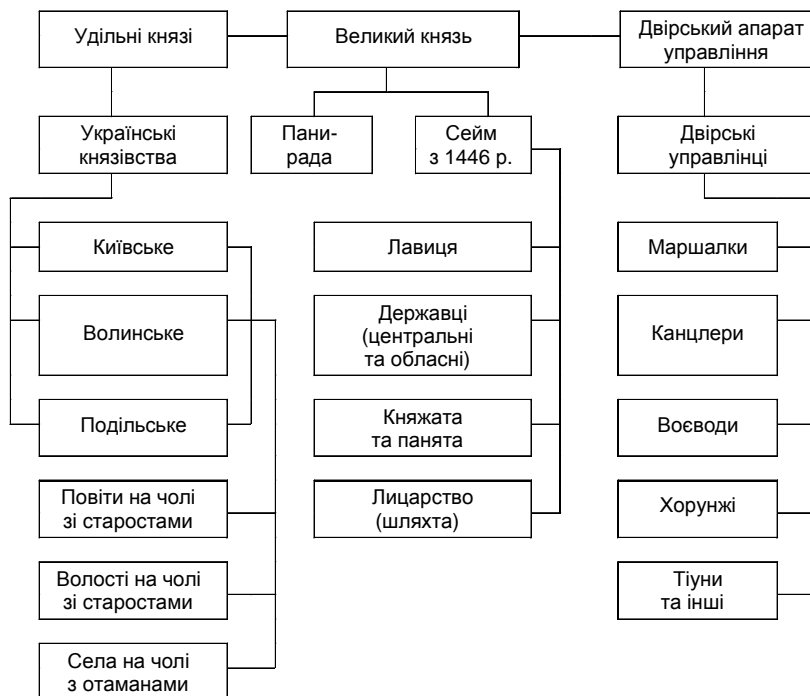 Удільні князі
Великий князь
Двірський апарат
управління
Українські
князівства
Пани-
рада
Сейм
з 1446 р.
Двірські
управлінці
Київське
Лавиця
Маршалки
Волинське
Державці
(центральні
та обласні)
Канцлери
Подільське
Княжата
та панята
Воєводи
Повіти на чолі
зі старостами
Лицарство
(шляхта)
Хорунжі
Волості на чолі
зі старостами
Тіуни
та інші
Села на чолі
з отаманами